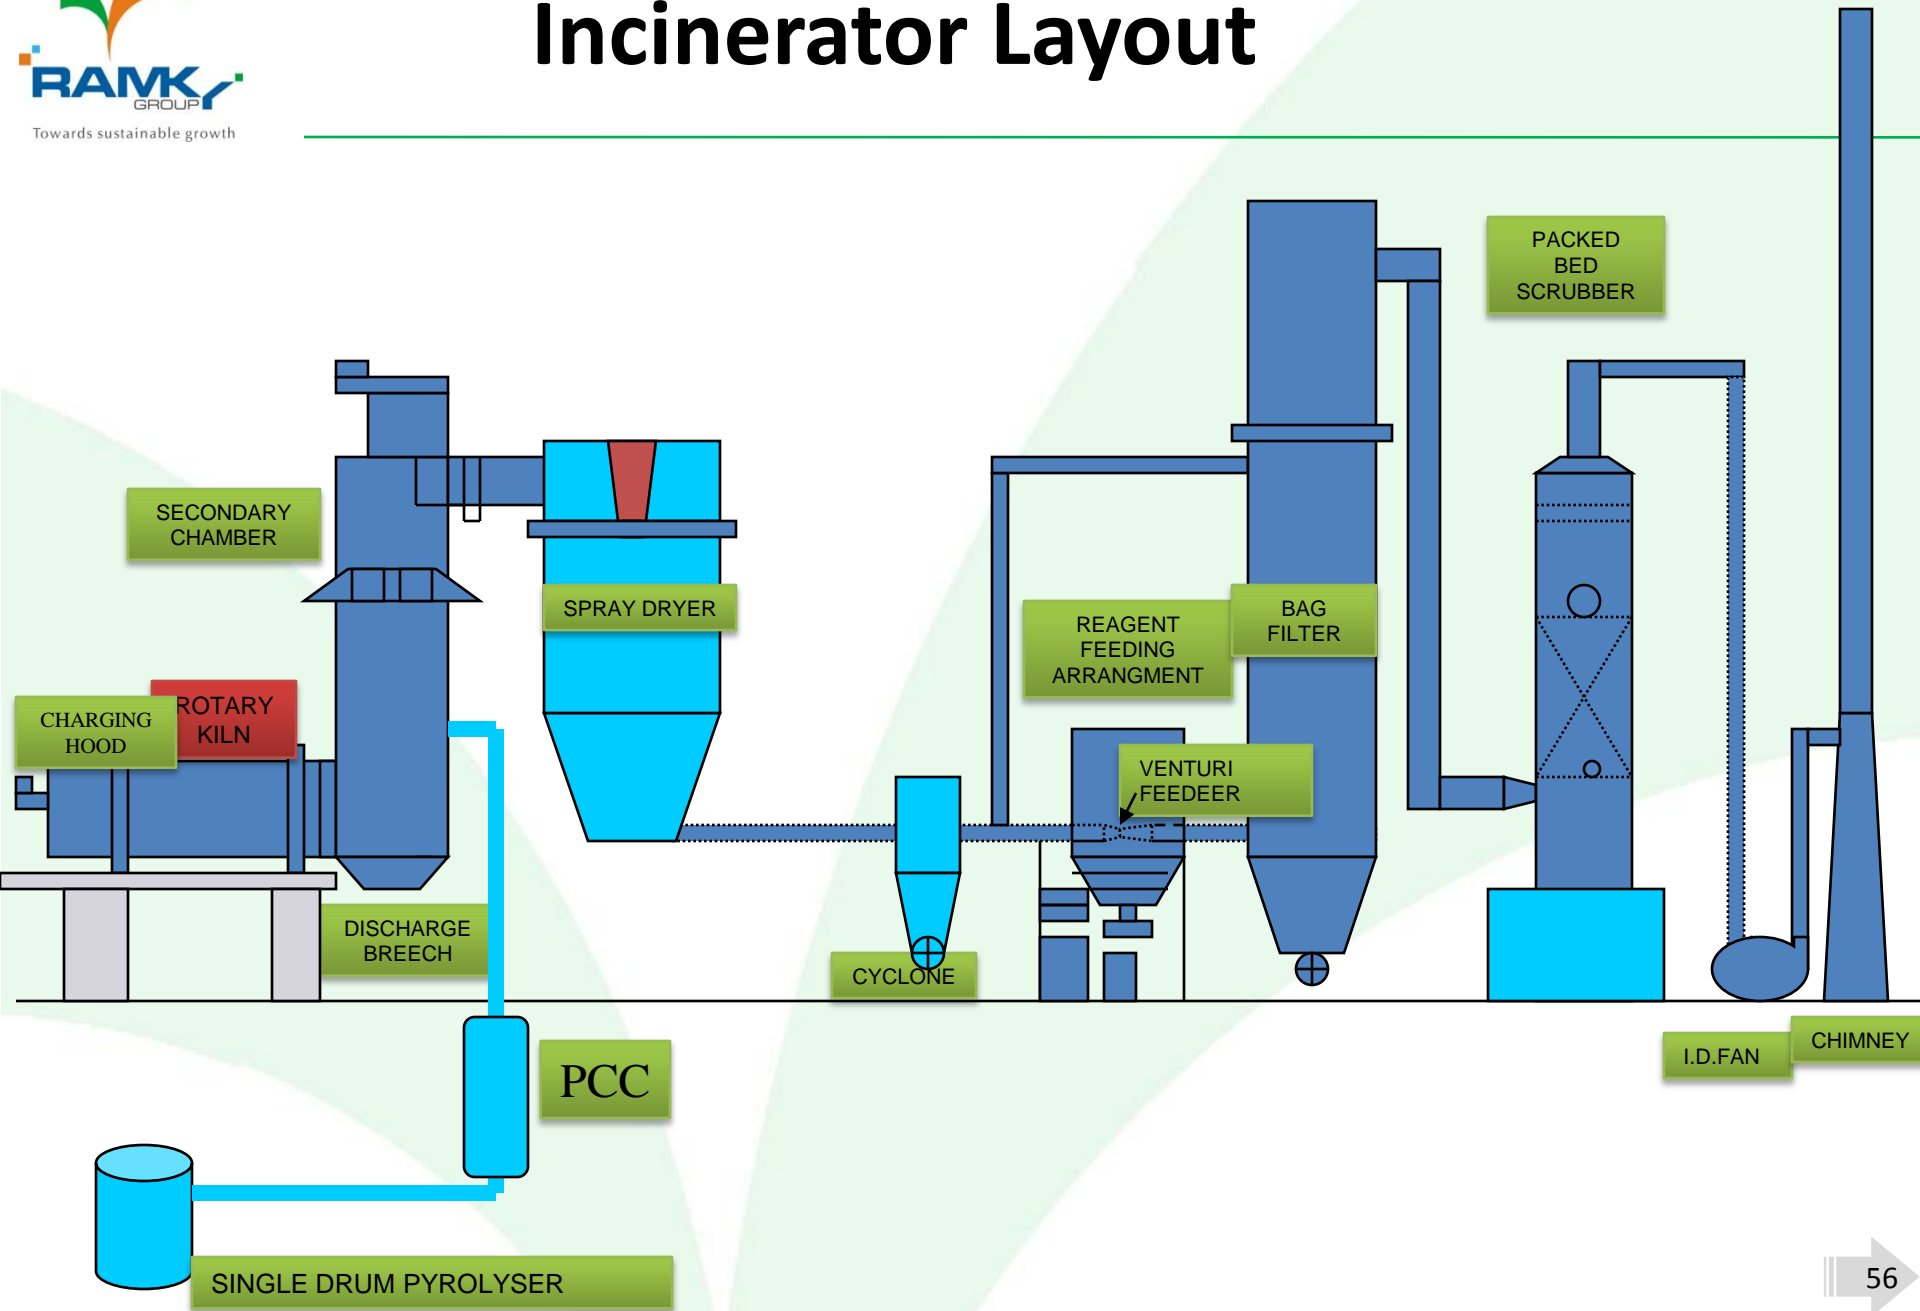 Incinerator Layout
RAMKY
GROUP
Towards sustainable growth
PACKED
BED
SCRUBBER
SECONDARY
CHAMBER
SPRAY DRYER
REAGENT
FEEDING
ARRANGMENT
BAG
FILTER
CHARGING
HOOD
ROTARY
KILN
VENTURI
FEEDEER
DISCHARGE
BREECH
CYCLONE
PCC
I.D.FAN
CHIMNEY
SINGLE DRUM PYROLYSER
56